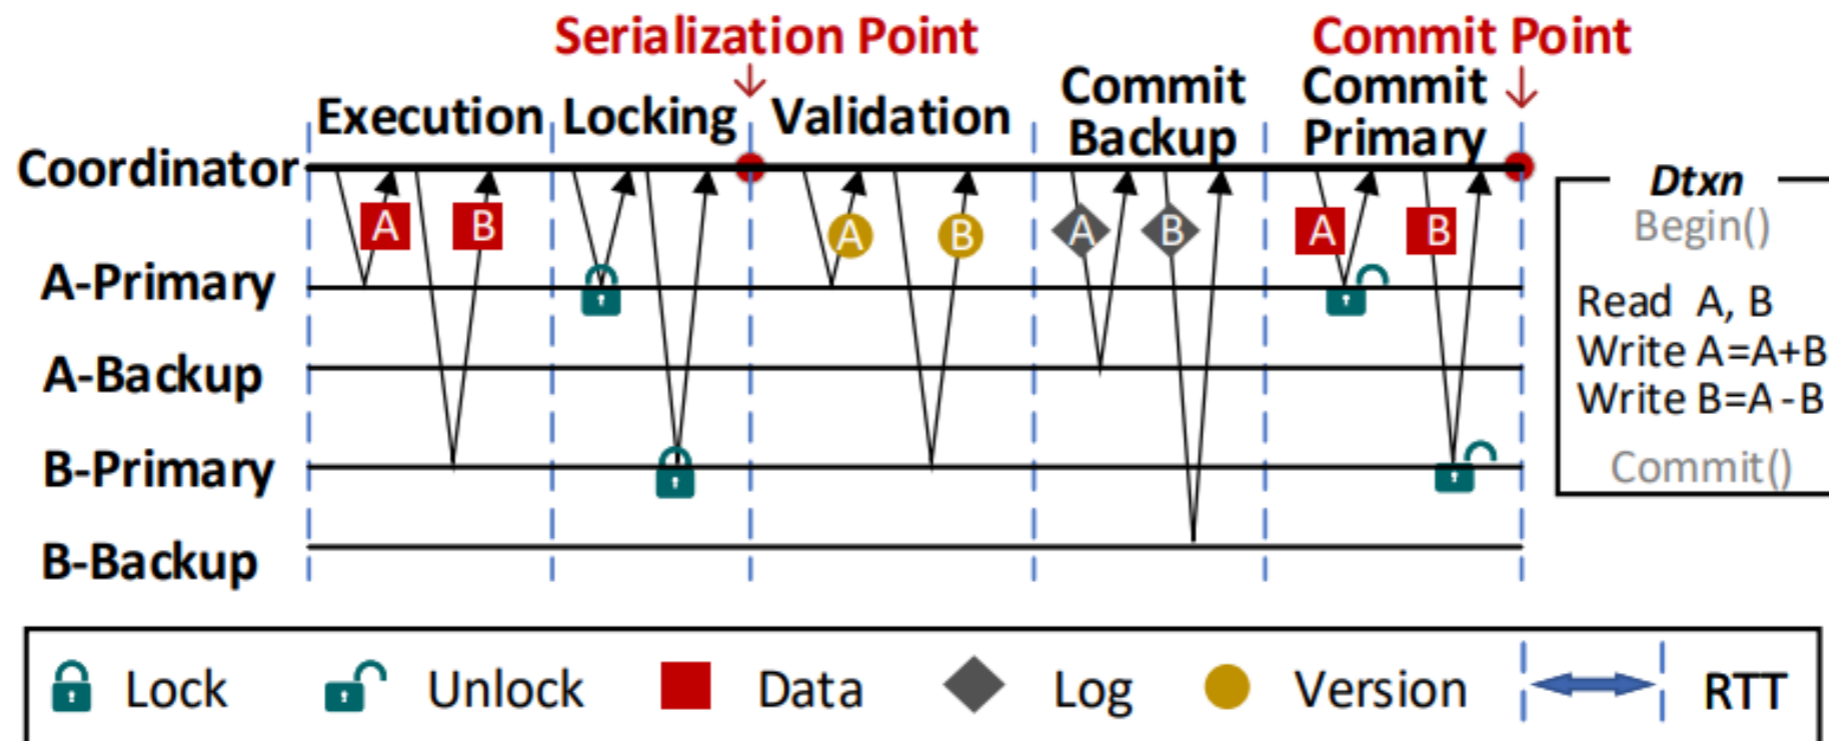 Serialization Point
Commit Point
Execution
Locking
Validation
Commit
Backup
Commit
Primary
Coordinator
A
B
A
B
A
B
A
B
A-Primary
A-Backup
B-Primary
B-Backup
Dtxn
Begin()
Read A, B
Write A=A+B
Write B=A-B
Commit()
Lock
Unlock
Data
Log
Version
RTT